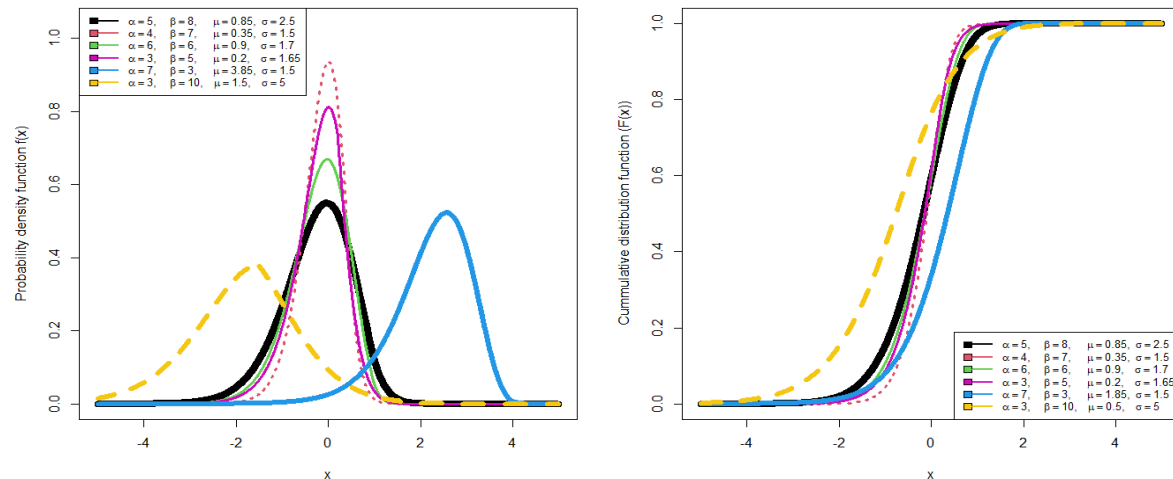 α = 5, β = 8, μ = 0.85, σ = 2.5
α = 4, β = 7, μ = 0.35, σ = 1.5
α = 6, β = 6, μ = 0.9, σ = 1.7
α = 3, β = 5, μ = 0.2, σ = 1.65
α = 7, β = 3, μ = 3.85, σ = 1.5
α = 3, β = 10, μ = 1.5, σ = 5
Probability density function f(x)
1.0
0.8
0.6
0.4
0.2
0.0
-4 -2 0 2 4
x
Cummulative distribution function (F(x))
1.0
0.8
0.6
0.4
0.2
0.0
α = 5, β = 8, μ = 0.85, σ = 2.5
α = 4, β = 7, μ = 0.35, σ = 1.5
α = 6, β = 6, μ = 0.9, σ = 1.7
α = 3, β = 5, μ = 0.2, σ = 1.65
α = 7, β = 3, μ = 1.85, σ = 1.5
α = 3, β = 10, μ = 0.5, σ = 5
-4 -2 0 2 4
x